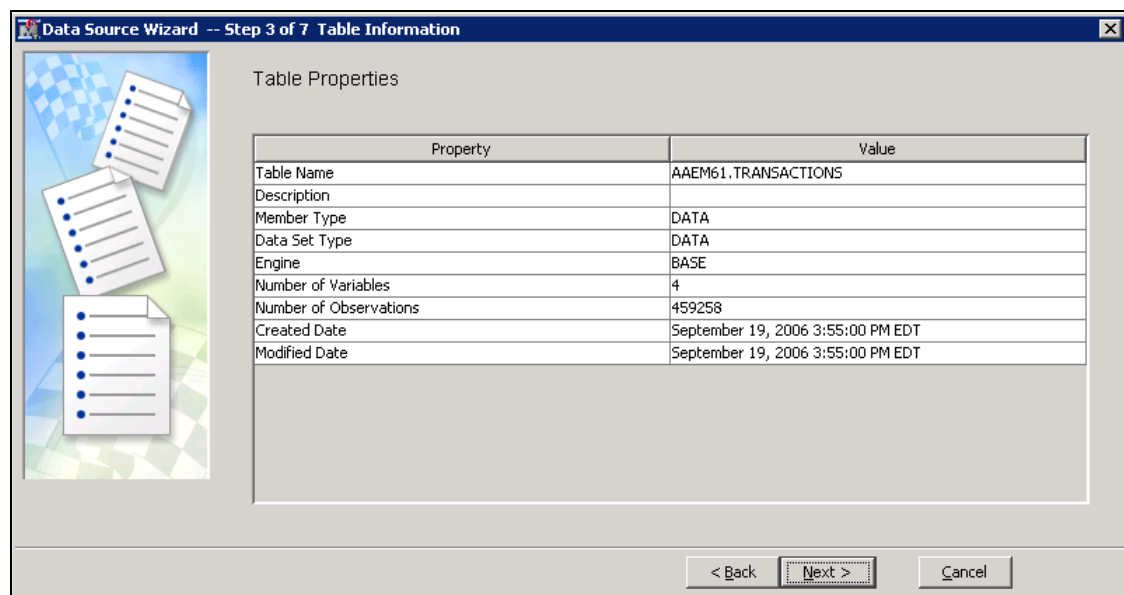 Data Source Wizard -- Step 3 of 7 Table Information
Table Properties
Property Value
Table Name AAEM61.TRANSACTIONS
Description
Member Type DATA
Data Set Type DATA
Engine BASE
Number of Variables 4
Number of Observations 459258
Created Date September 19, 2006 3:55:00 PM EDT
Modified Date September 19, 2006 3:55:00 PM EDT
< Back Next > Cancel